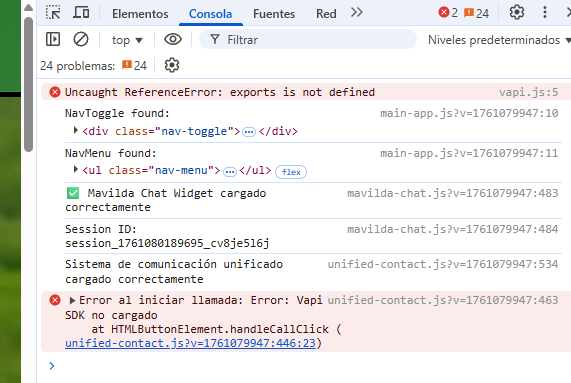 Elementos Consola Fuentes Red 2 24
top Filtrar Niveles predeterminados
24 problemas: 24
Uncaught ReferenceError: exports is not defined vapi.js:5
NavToggle found: main-app.js?v=1761079947:10
<div class="nav-toggle">…</div>
NavMenu found: main-app.js?v=1761079947:11
<ul class="nav-menu">…</ul> flex
✅ Mavilda Chat Widget cargado mavilda-chat.js?v=1761079947:483
correctamente
Session ID: mavilda-chat.js?v=1761079947:484
session_1761080189695_cv8je5l6j
Sistema de comunicación unificado unified-contact.js?v=1761079947:534
cargado correctamente
Error al iniciar llamada: Error: Vapi unified-contact.js?v=1761079947:463
SDK no cargado
at HTMLButtonElement.handleCallClick (
unified-contact.js?v=1761079947:446:23)